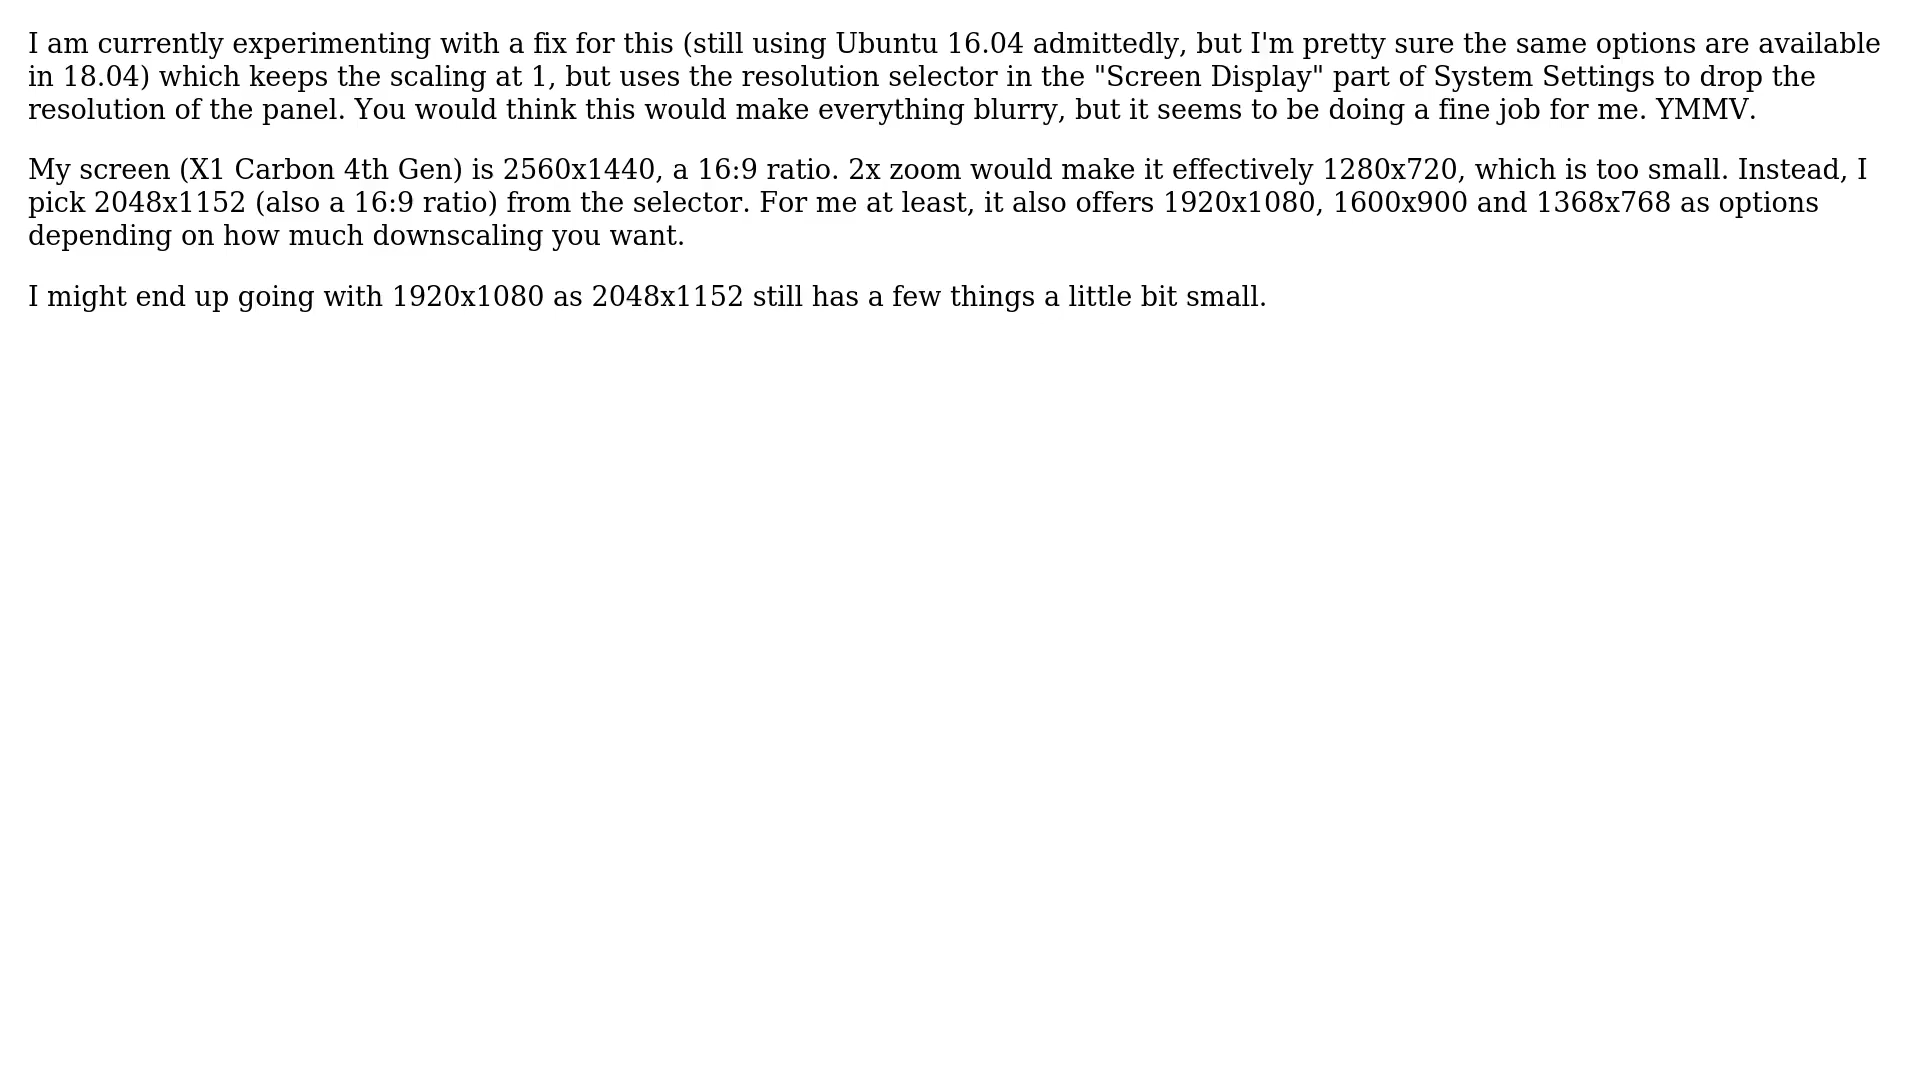 I am currently experimenting with a fix for this (still using Ubuntu 16.04 admittedly, but I'm pretty sure the same options are available
in 18.04) which keeps the scaling at 1, but uses the resolution selector in the "Screen Display" part of System Settings to drop the
resolution of the panel. You would think this would make everything blurry, but it seems to be doing a fine job for me. YMMV.
My screen (X1 Carbon 4th Gen) is 2560x1440, a 16:9 ratio. 2x zoom would make it effectively 1280x720, which is too small. Instead, I
pick 2048x1152 (also a 16:9 ratio) from the selector. For me at least, it also offers 1920x1080, 1600x900 and 1368x768 as options
depending on how much downscaling you want.
I might end up going with 1920x1080 as 2048x1152 still has a few things a little bit small.